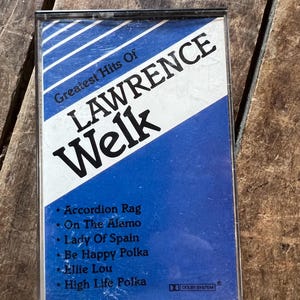 Greatest Hits Of
LAWRENCE
Welk
• Accordion Rag
• On The Alamo
• Lady Of Spain
• Be Happy Polka
• Ellie Lou
• High Life Polka
DOLBY SYSTEM